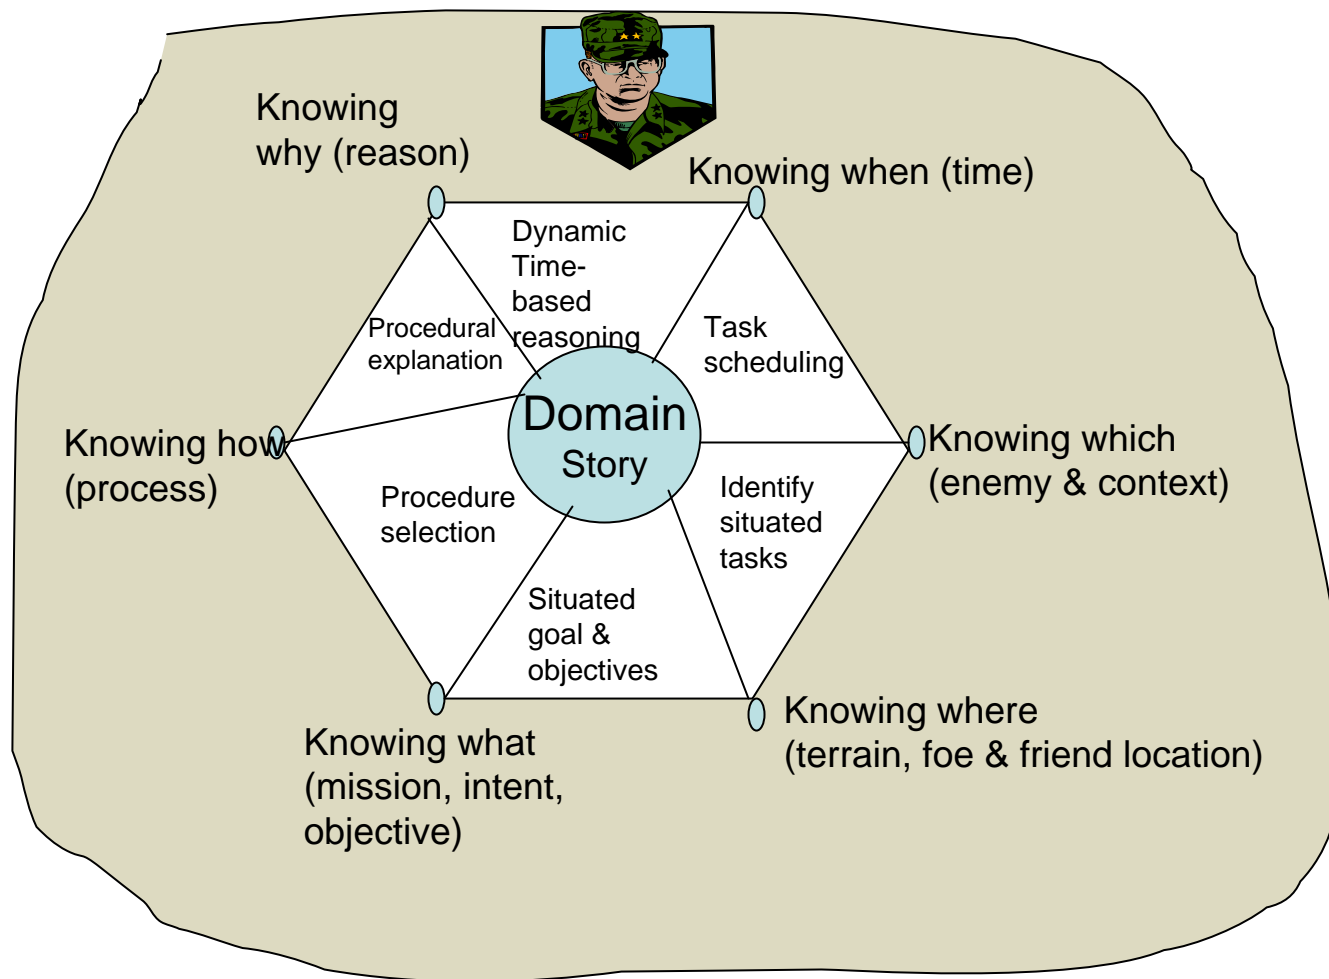 Knowing
why (reason)
Knowing when (time)
Dynamic
Time-
based
reasoning
Procedural
explanation
Task
scheduling
Domain
Story
Knowing how
(process)
Knowing which
(enemy & context)
Procedure
selection
Identify
situated
tasks
Situated
goal &
objectives
Knowing what
(mission, intent,
objective)
Knowing where
(terrain, foe & friend location)